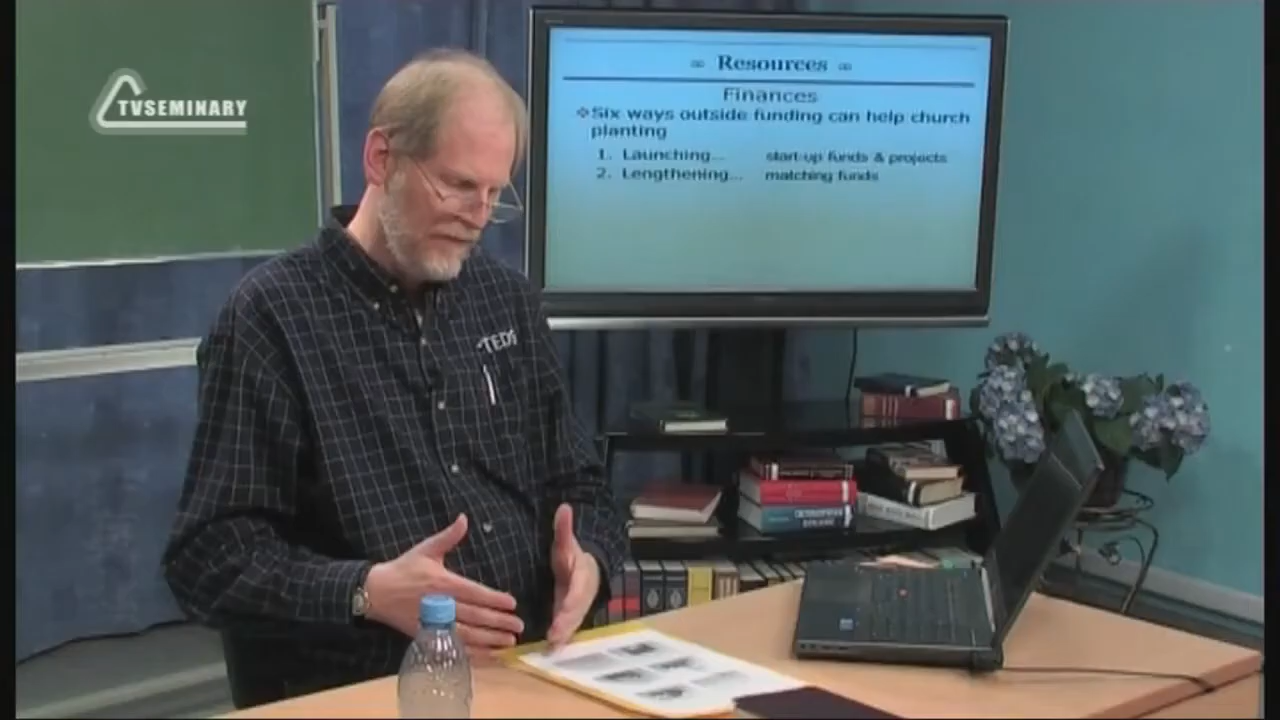 TVSEMINARY
Resources
Finances
❖Six ways outside funding can help church
planting
1. Launching... start-up funds & projects
2. Lengthening... matching funds
TEDS